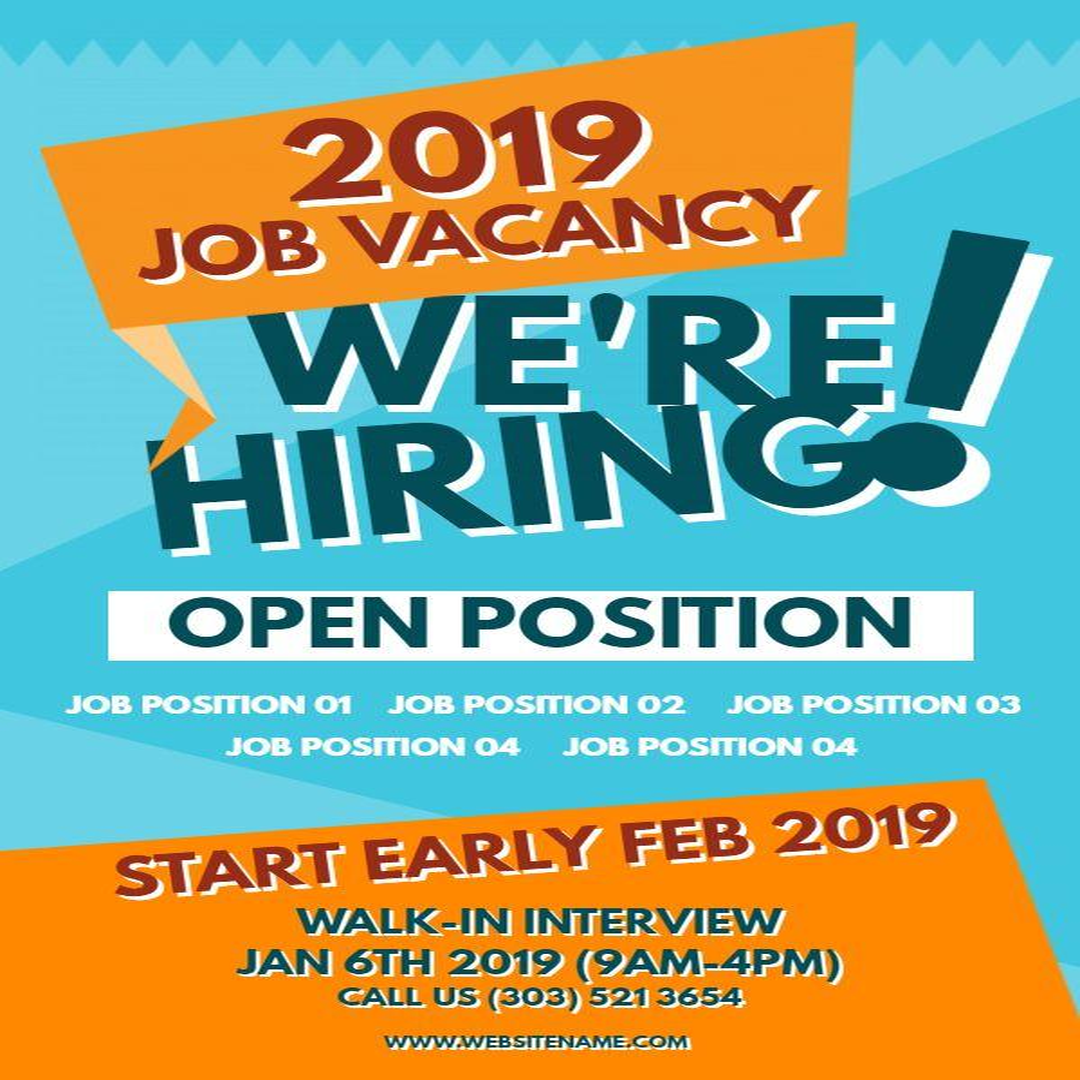 2019
JOB VACANCY
WE'RE
HIRING!
OPEN POSITION
JOB POSITION 01 JOB POSITION 02 JOB POSITION 03
JOB POSITION 04 JOB POSITION 04
START EARLY FEB 2019
WALK-IN INTERVIEW
JAN 6TH 2019 (9AM-4PM)
CALL US (303) 521 3654
WWW.WEBSITENAME.COM